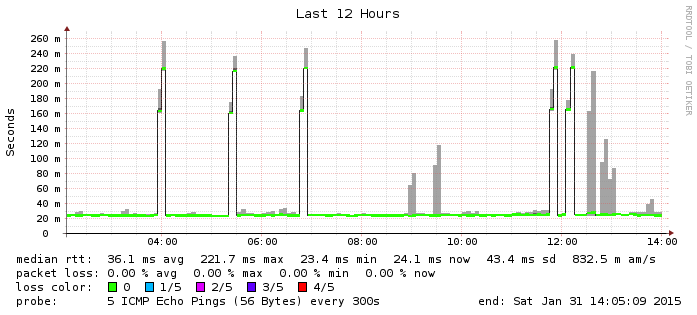 Last 12 Hours
RRDTOOL / TOBI OETIKER
Seconds
260 m
240 m
220 m
200 m
180 m
160 m
140 m
120 m
100 m
80 m
60 m
40 m
20 m
0
04:00 06:00 08:00 10:00 12:00 14:00
median rtt: 36.1 ms avg 221.7 ms max 23.4 ms min 24.1 ms now 43.4 ms sd 832.5 m am/s
packet loss: 0.00 % avg 0.00 % max 0.00 % min 0.00 % now
loss color: 0 1/5 2/5 3/5 4/5
probe: 5 ICMP Echo Pings (56 Bytes) every 300s end: Sat Jan 31 14:05:09 2015